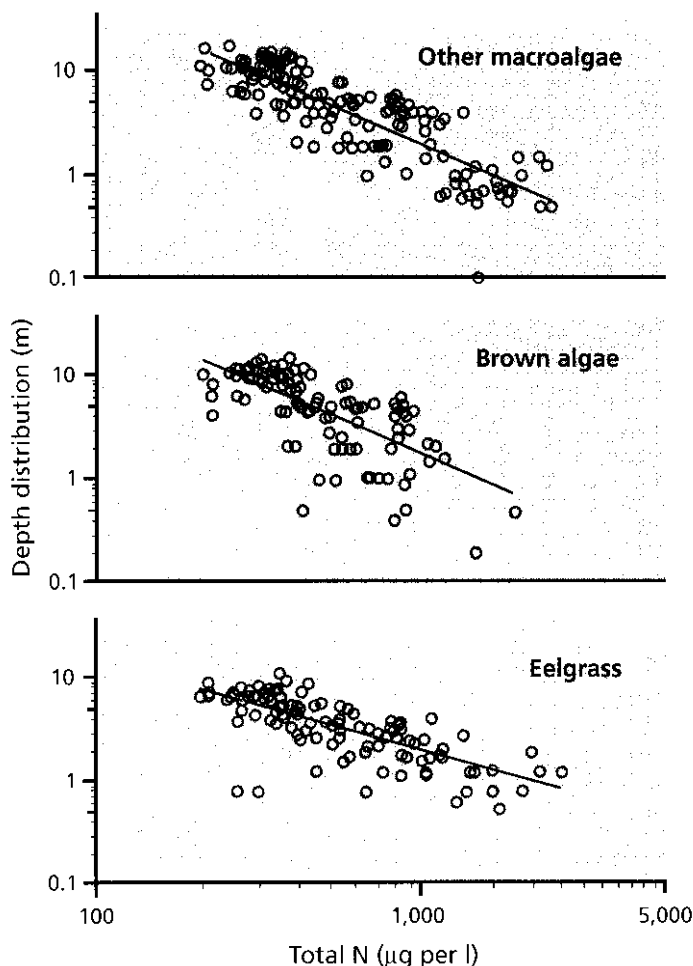 Other macroalgae
10
1
0.1
Brown algae
10
1
0.1
Depth distribution (m)
Eelgrass
10
1
0.1
100
1,000
5,000
Total N (μg per l)